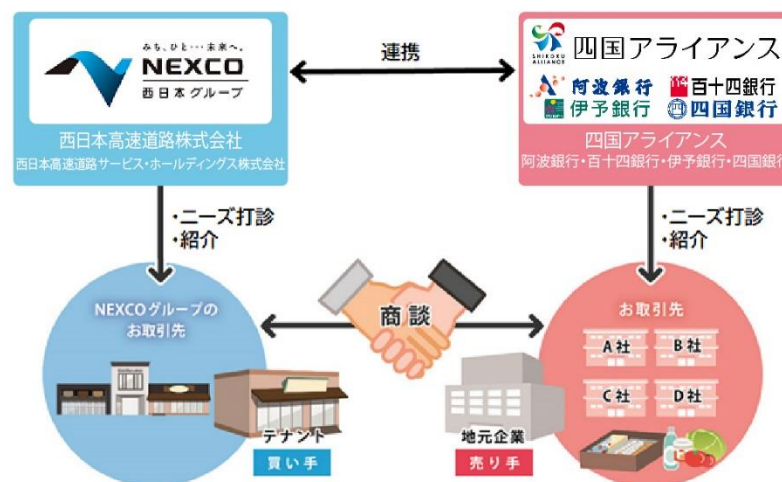 みち、ひと…未来へ。
NEXCO
西日本グループ
西日本高速道路株式会社
西日本高速道路サービス・ホールディングス株式会社
連携
SHIKOKU
ALLIANCE
四国アライアンス
阿波銀行
百十四銀行
伊予銀行
四国銀行
四国アライアンス
阿波銀行・百十四銀行・伊予銀行・四国銀行
・ニーズ打診
・紹介
・ニーズ打診
・紹介
NEXCOグループの
お取引先
商談
お取引先
A社
B社
C社
D社
テナント
買い手
地元企業
売り手